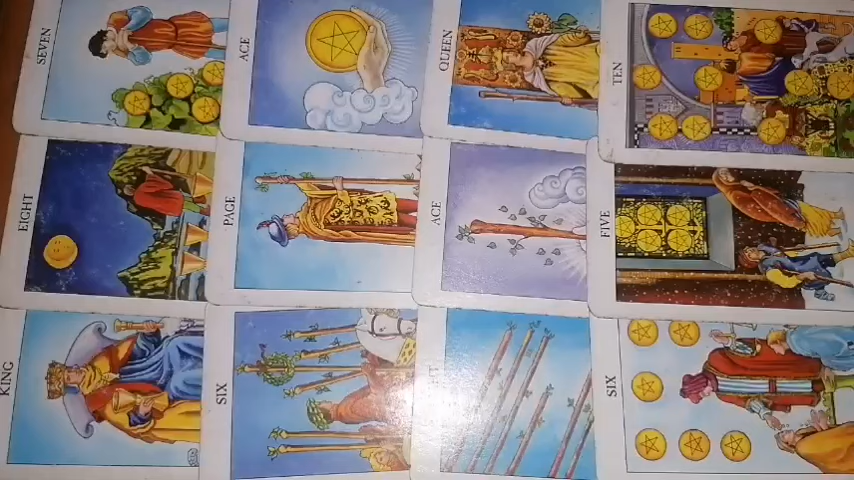 SEVEN
ACE
QUEEN
TEN
EIGHT
PAGE
ACE
FIVE
KING
SIX
SIX